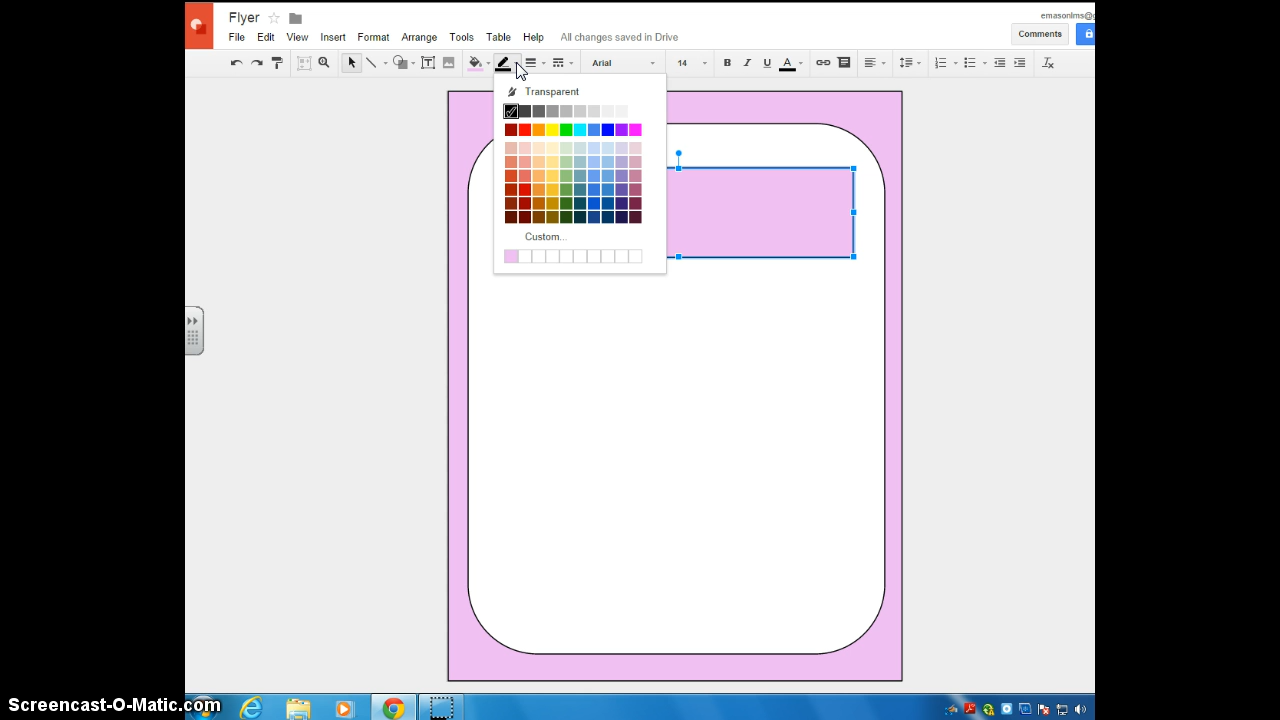 Flyer
emasonlms@g
File Edit View Insert Format Arrange Tools Table Help All changes saved in Drive
Comments
Arial 14 B I U A
Transparent
Custom...
Screencast-O-Matic.com